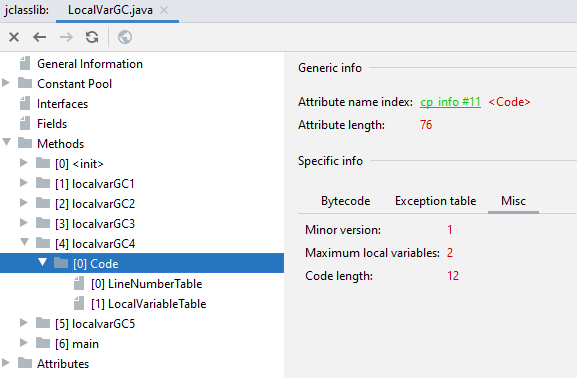 jclasslib: LocalVarGC.java ×
General Information
Constant Pool
Interfaces
Fields
Methods
[0] <init>
[1] localvarGC1
[2] localvarGC2
[3] localvarGC3
[4] localvarGC4
[0] Code
[0] LineNumberTable
[1] LocalVariableTable
[5] localvarGC5
[6] main
Attributes
Generic info
Attribute name index: cp_info #11 <Code>
Attribute length: 76
Specific info
Bytecode Exception table Misc
Minor version: 1
Maximum local variables: 2
Code length: 12